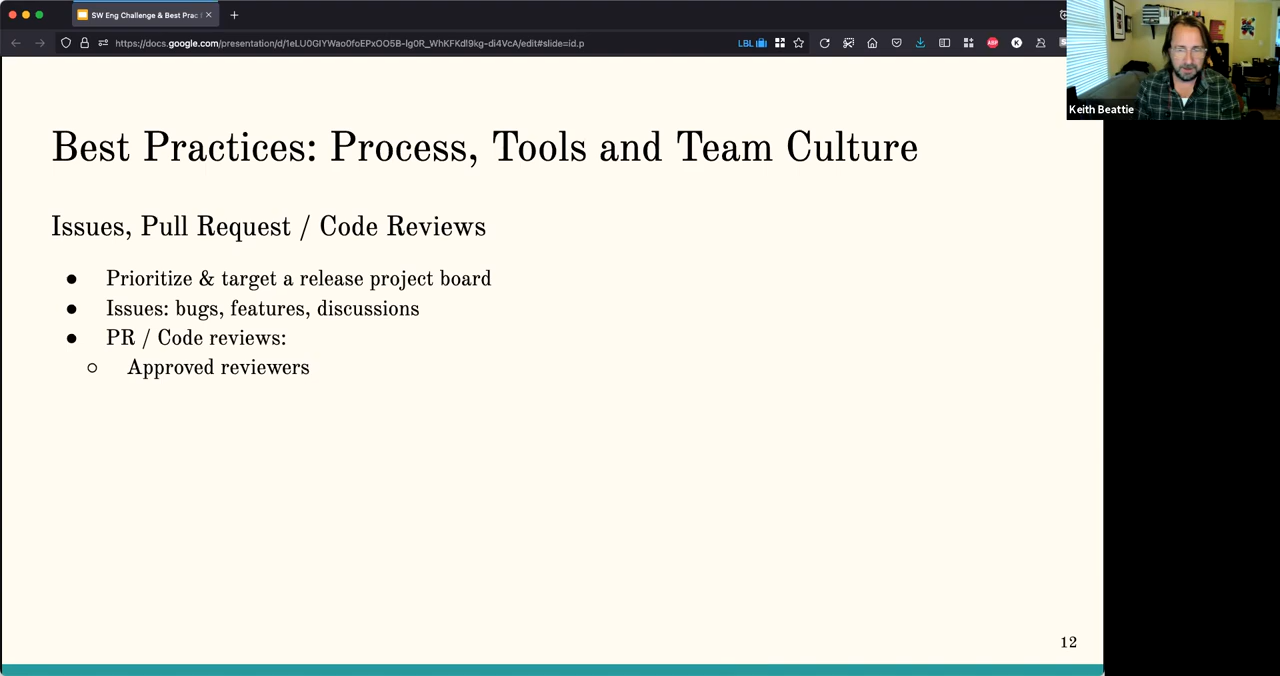 SW Eng Challenge & Best Prac
https://docs.google.com/presentation/d/1eLU0GIYWao0foEPxOO5B-Ig0R_WhKFKdl9kg-di4VcA/edit#slide=id.p
LBL
ABP
K
Keith Beattie
Best Practices: Process, Tools and Team Culture
Issues, Pull Request / Code Reviews
● Prioritize & target a release project board
● Issues: bugs, features, discussions
● PR / Code reviews:
○ Approved reviewers
12